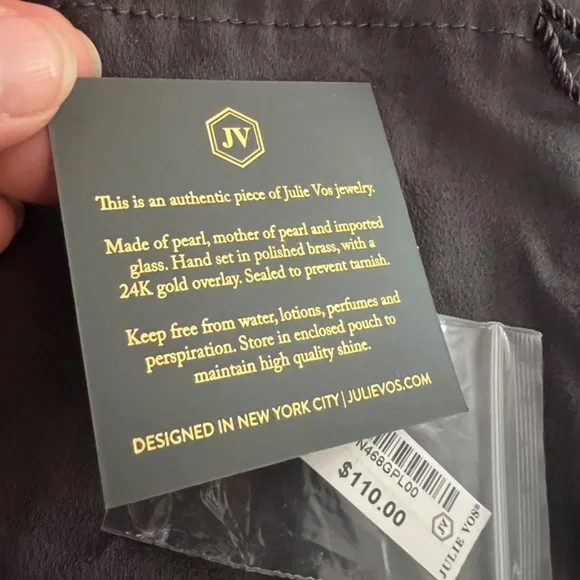 JV
This is an authentic piece of Julie Vos jewelry.
Made of pearl, mother of pearl and imported
glass. Hand set in polished brass, with a
24K gold overlay. Sealed to prevent tarnish.
Keep free from water, lotions, perfumes and
perspiration. Store in enclosed pouch to
maintain high quality shine.
DESIGNED IN NEW YORK CITY | JULIEVOS.COM
N468GPL00
$110.00
JV
JULIE VOS®